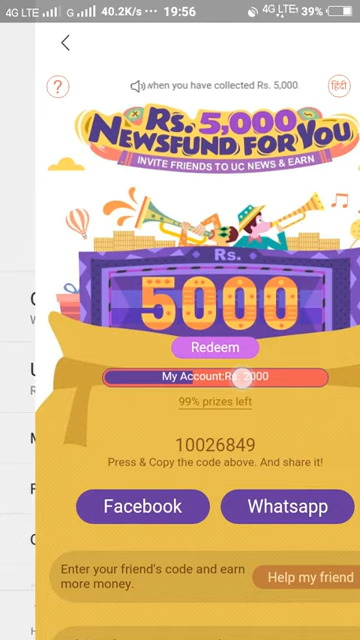 4G LTE G 40.2K/s ... 19:56 4G LTE 39%
? when you have collected Rs. 5,000 हिंदी
Rs. 5,000
NEWSFUND FOR YOU
INVITE FRIENDS TO UC NEWS & EARN
Rs.
5000
Redeem
My Account:Rs. 2000
99% prizes left
10026849
Press & Copy the code above. And share it!
Facebook Whatsapp
Enter your friend's code and earn
more money.
Help my friend